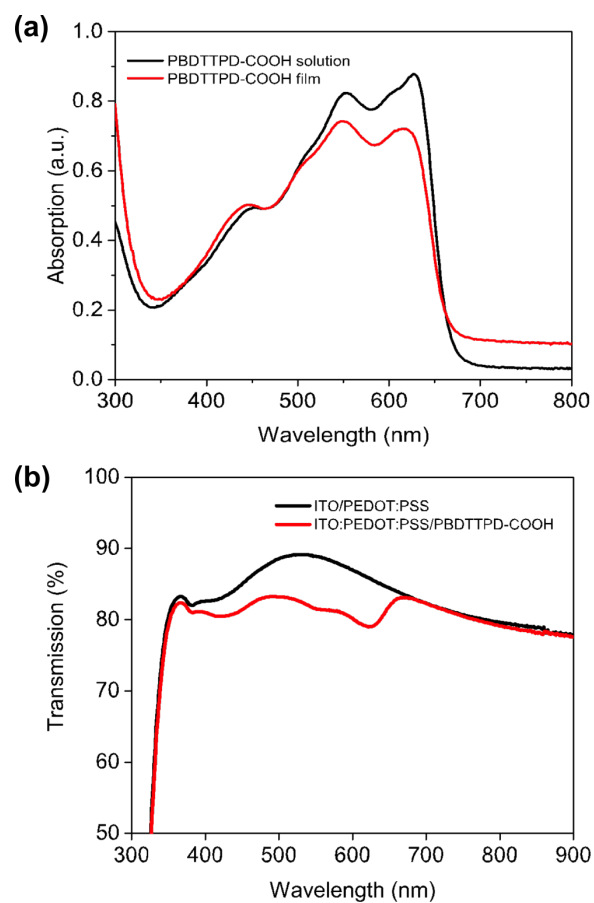 (a)
1.0
0.8
0.6
0.4
0.2
0.0
Absorption (a.u.)
PBDTTPD-COOH solution
PBDTTPD-COOH film
300 400 500 600 700 800
Wavelength (nm)
(b)
100
90
80
70
60
50
Transmission (%)
ITO/PEDOT:PSS
ITO:PEDOT:PSS/PBDTTPD-COOH
300 400 500 600 700 800 900
Wavelength (nm)